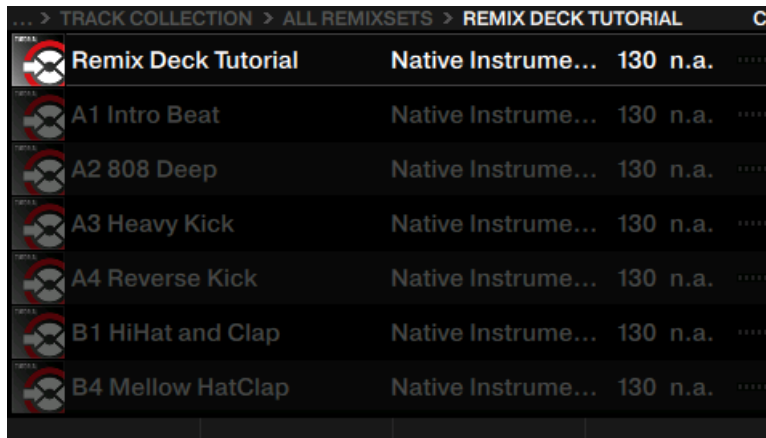 ... > TRACK COLLECTION > ALL REMIXSETS > REMIX DECK TUTORIAL C
Remix Deck Tutorial Native Instrume... 130 n.a.
A1 Intro Beat Native Instrume... 130 n.a.
A2 808 Deep Native Instrume... 130 n.a.
A3 Heavy Kick Native Instrume... 130 n.a.
A4 Reverse Kick Native Instrume... 130 n.a.
B1 HiHat and Clap Native Instrume... 130 n.a.
B4 Mellow HatClap Native Instrume... 130 n.a.